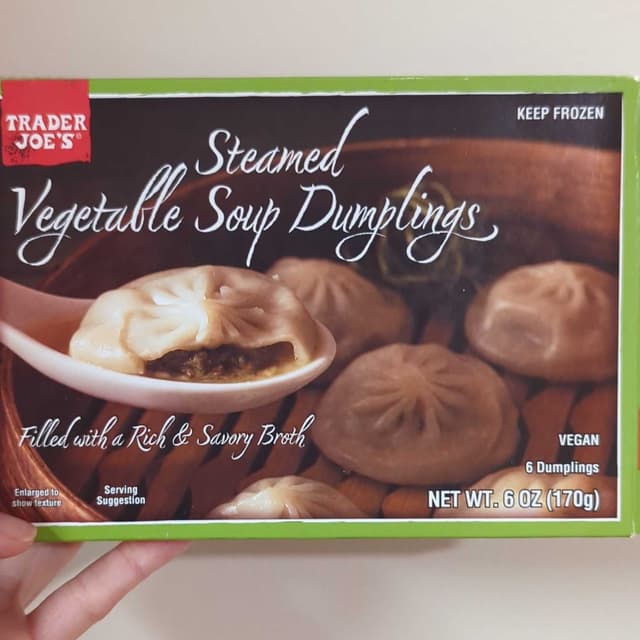 TRADER
JOE'S®
KEEP FROZEN
Steamed
Vegetable Soup Dumplings
Filled with a Rich & Savory Broth
VEGAN
6 Dumplings
NET WT. 6 OZ (170g)
Enlarged to
show texture
Serving
Suggestion